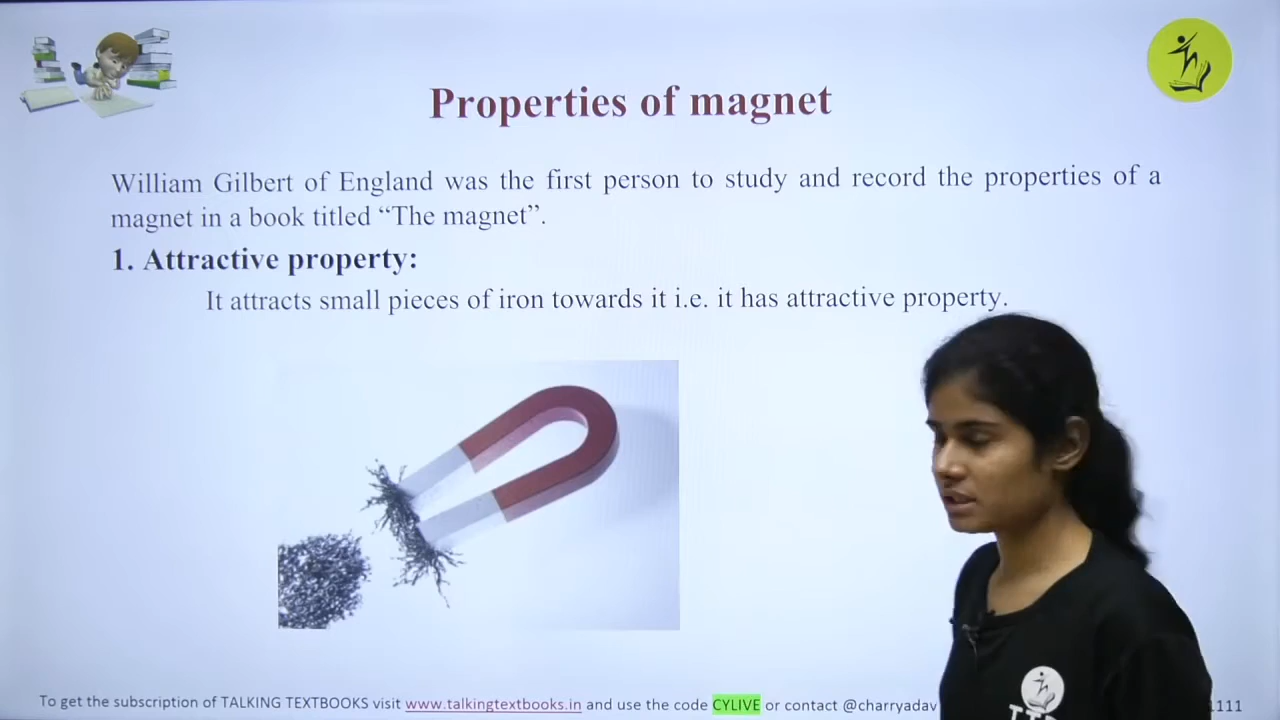 Properties of magnet
William Gilbert of England was the first person to study and record the properties of a
magnet in a book titled “The magnet”.
1. Attractive property:
It attracts small pieces of iron towards it i.e. it has attractive property.
To get the subscription of TALKING TEXTBOOKS visit www.talkingtextbooks.in and use the code CYLIVE or contact @charryadav